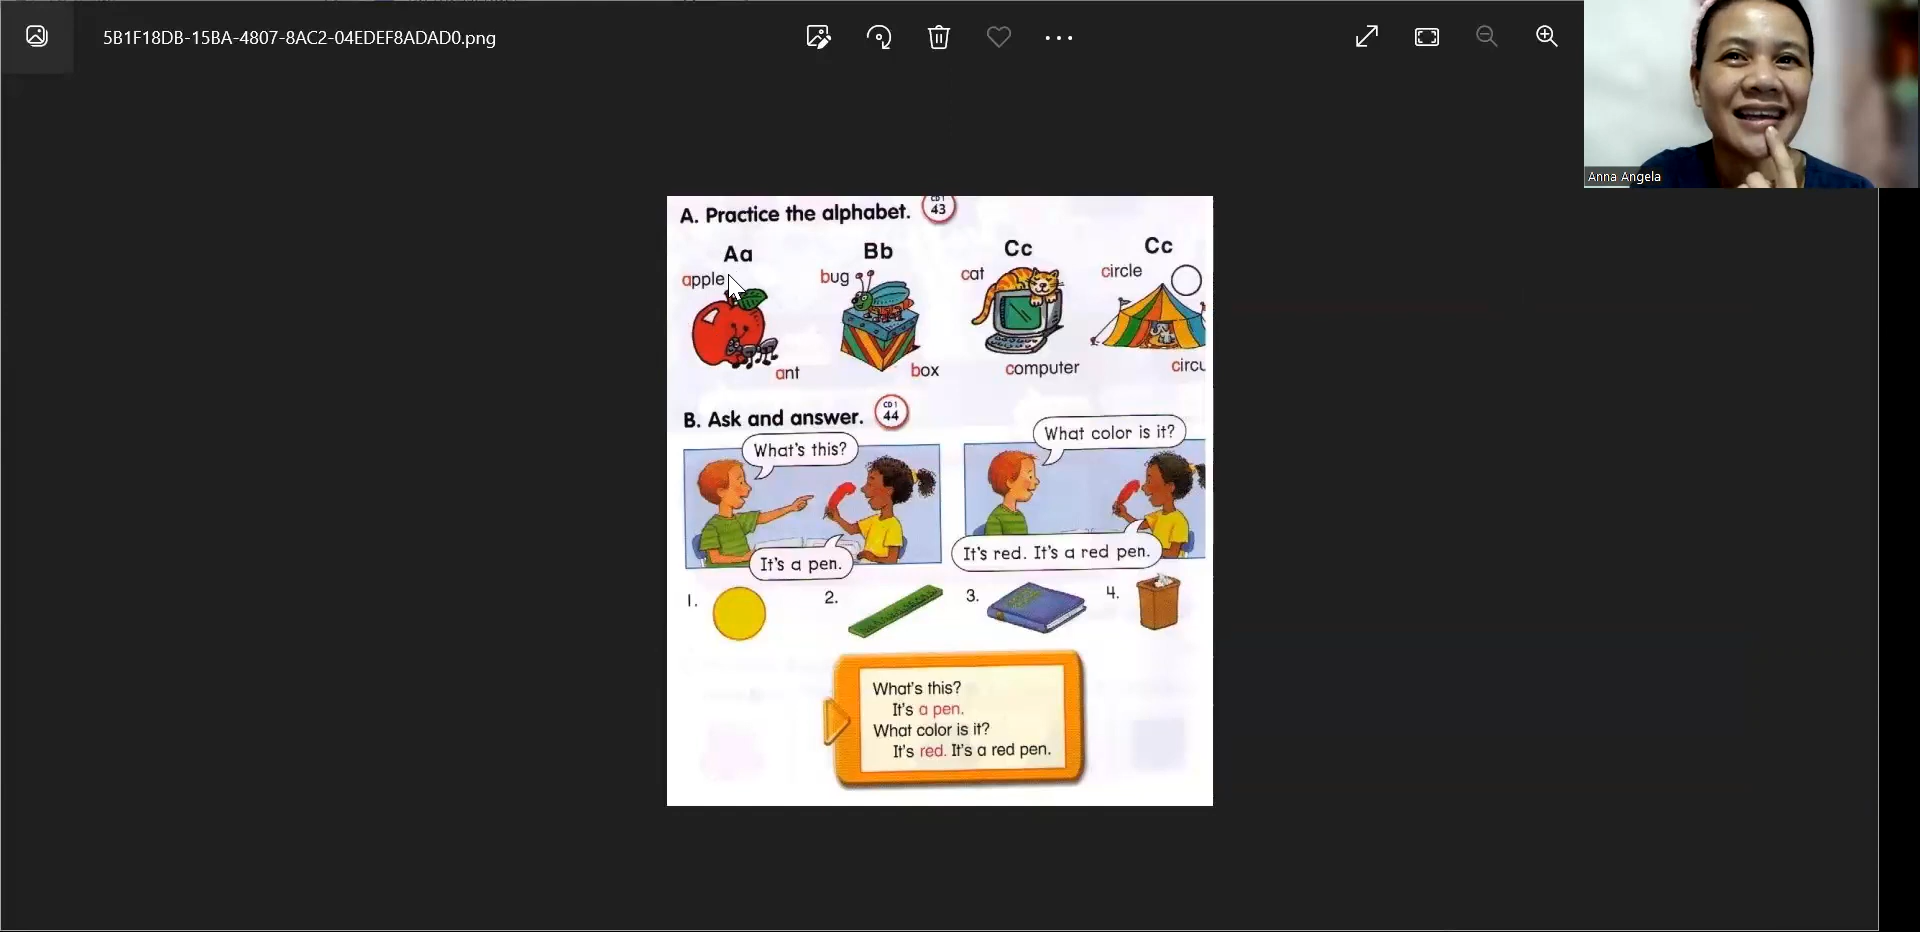 5B1F18DB-15BA-4807-8AC2-04EDEF8ADAD0.png
Anna Angela
A. Practice the alphabet. CD1 43
Aa Bb Cc Cc
apple bug cat circle
ant box computer circu
B. Ask and answer. CD1 44
What's this? What color is it?
It's a pen. It's red. It's a red pen.
1. 2. 3. 4.
What's this?
It's a pen.
What color is it?
It's red. It's a red pen.